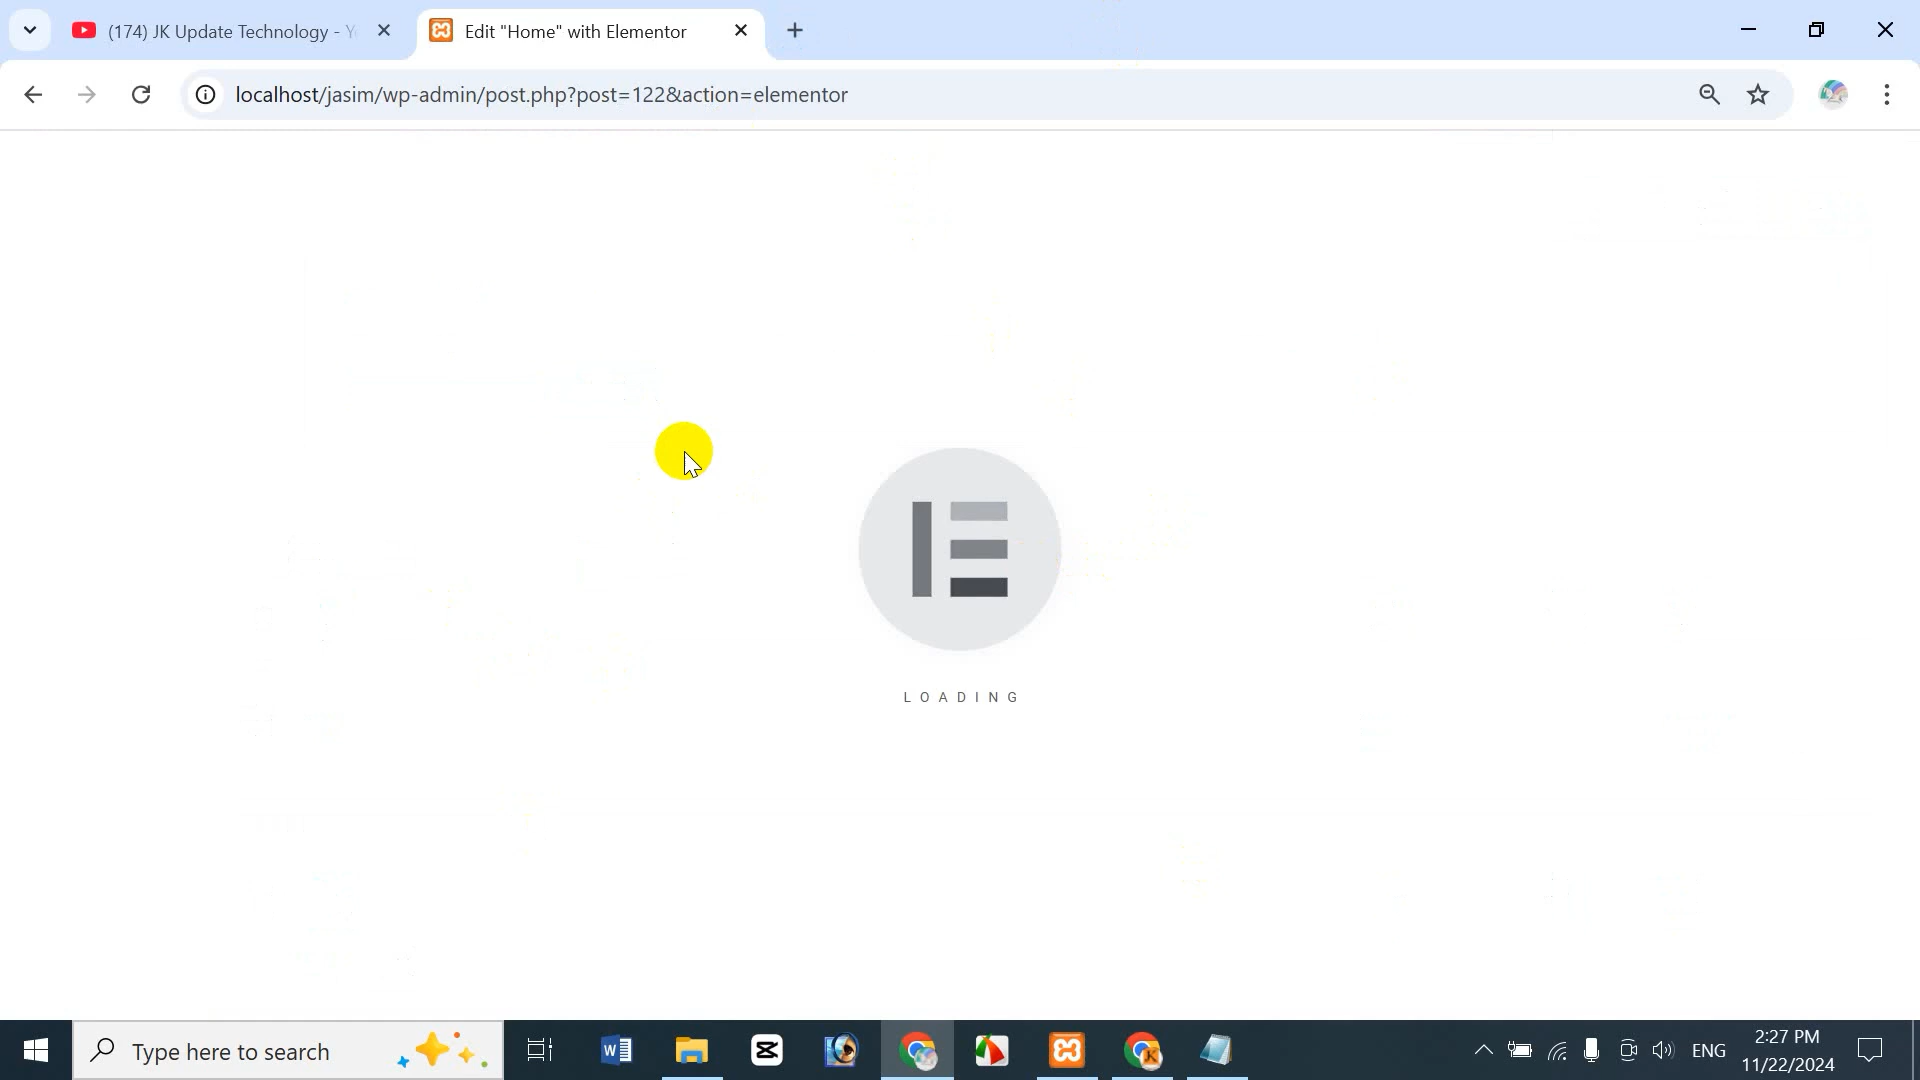 (174) JK Update Technology - Y
Edit "Home" with Elementor
localhost/jasim/wp-admin/post.php?post=122&action=elementor
LOADING
Type here to search
ENG
2:27 PM
11/22/2024